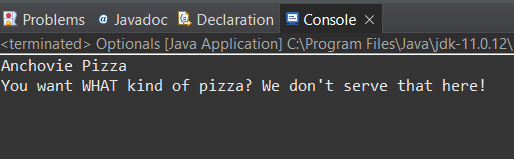 Problems @ Javadoc Declaration Console
<terminated> Optionals [Java Application] C:\Program Files\Java\jdk-11.0.12\
Anchovie Pizza
You want WHAT kind of pizza? We don't serve that here!